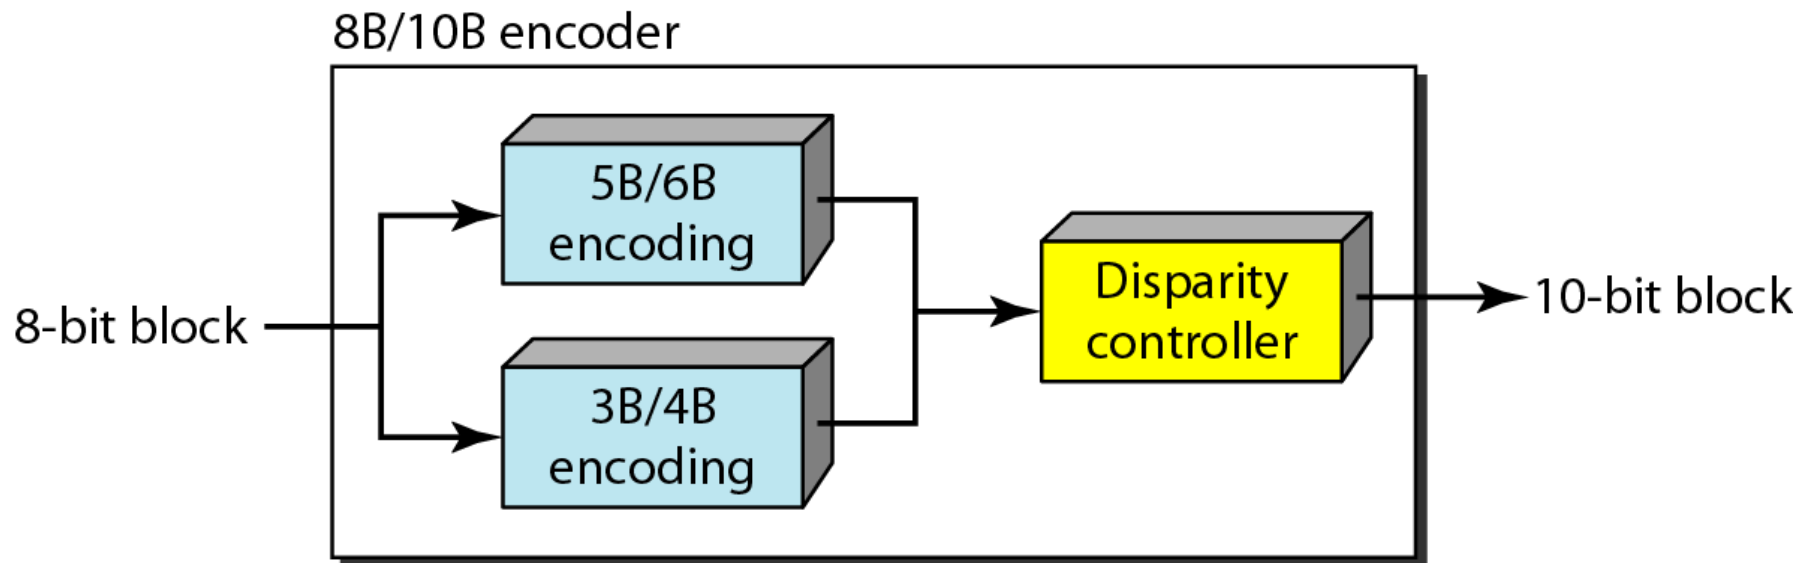 8B/10B encoder
5B/6B
encoding
8-bit block
3B/4B
encoding
Disparity
controller
10-bit block